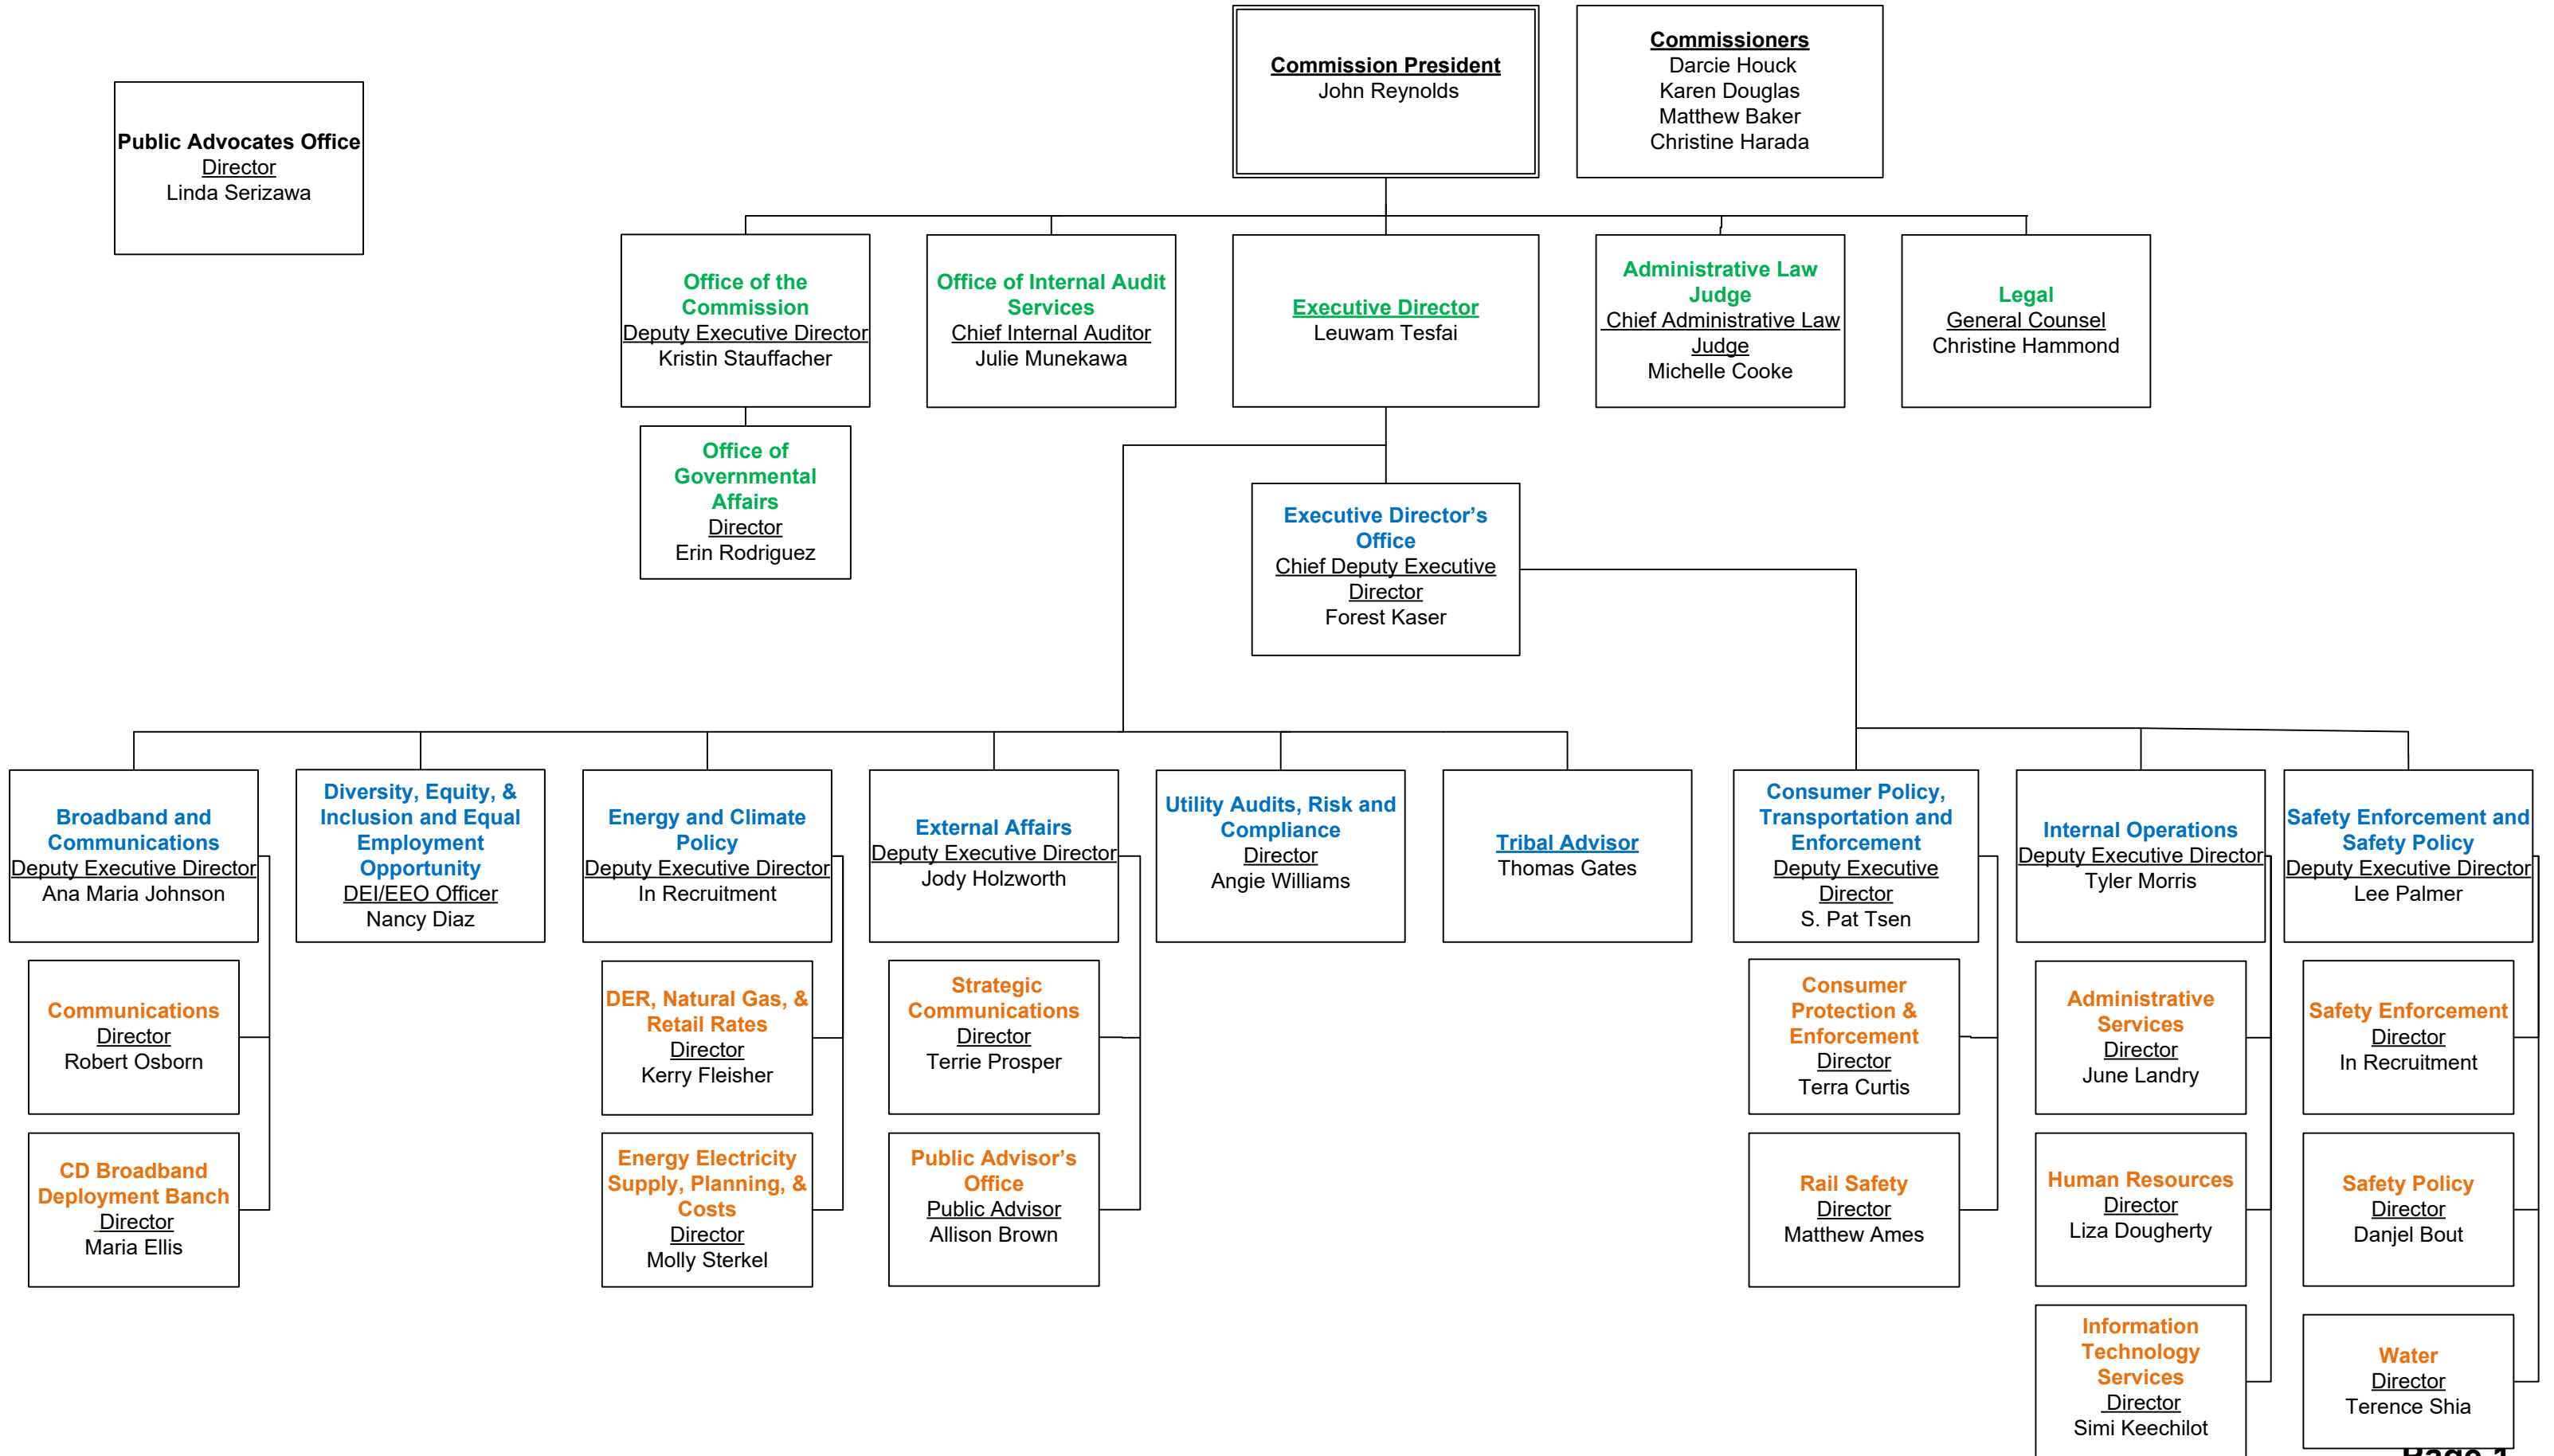 Commission President
John Reynolds
Commissioners
Darcie Houck
Karen Douglas
Matthew Baker
Christine Harada
Public Advocates Office
Director
Linda Serizawa
Office of the
Commission
Deputy Executive Director
Kristin Stauffacher
Office of Internal Audit
Services
Chief Internal Auditor
Julie Munekawa
Executive Director
Leuwam Tesfai
Administrative Law
Judge
Chief Administrative Law
Judge
Michelle Cooke
Legal
General Counsel
Christine Hammond
Office of
Governmental
Affairs
Director
Erin Rodriguez
Executive Director’s
Office
Chief Deputy Executive
Director
Forest Kaser
Broadband and
Communications
Deputy Executive Director
Ana Maria Johnson
Diversity, Equity, &
Inclusion and Equal
Employment
Opportunity
DEI/EEO Officer
Nancy Diaz
Energy and Climate
Policy
Deputy Executive Director
In Recruitment
External Affairs
Deputy Executive Director
Jody Holzworth
Utility Audits, Risk and
Compliance
Director
Angie Williams
Tribal Advisor
Thomas Gates
Consumer Policy,
Transportation and
Enforcement
Deputy Executive
Director
S. Pat Tsen
Internal Operations
Deputy Executive Director
Tyler Morris
Safety Enforcement and
Safety Policy
Deputy Executive Director
Lee Palmer
Communications
Director
Robert Osborn
DER, Natural Gas, &
Retail Rates
Director
Kerry Fleisher
Strategic
Communications
Director
Terrie Prosper
Consumer
Protection &
Enforcement
Director
Terra Curtis
Administrative
Services
Director
June Landry
Safety Enforcement
Director
In Recruitment
CD Broadband
Deployment Banch
Director
Maria Ellis
Energy Electricity
Supply, Planning, &
Costs
Director
Molly Sterkel
Public Advisor’s
Office
Public Advisor
Allison Brown
Rail Safety
Director
Matthew Ames
Human Resources
Director
Liza Dougherty
Safety Policy
Director
Danjel Bout
Information
Technology
Services
Director
Simi Keechilot
Water
Director
Terence Shia
Page 1